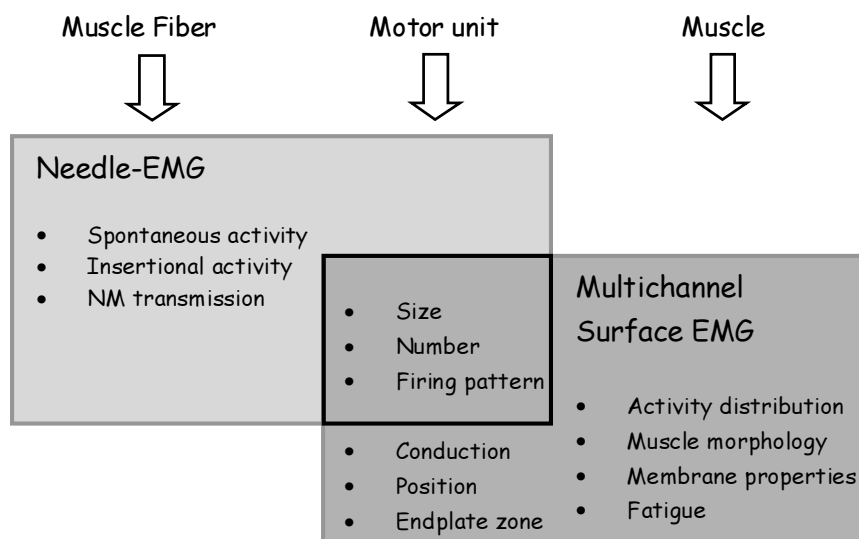 Muscle Fiber
Motor unit
Muscle
Needle-EMG
• Spontaneous activity
• Insertional activity
• NM transmission
• Size
• Number
• Firing pattern
• Conduction
• Position
• Endplate zone
Multichannel
Surface EMG
• Activity distribution
• Muscle morphology
• Membrane properties
• Fatigue